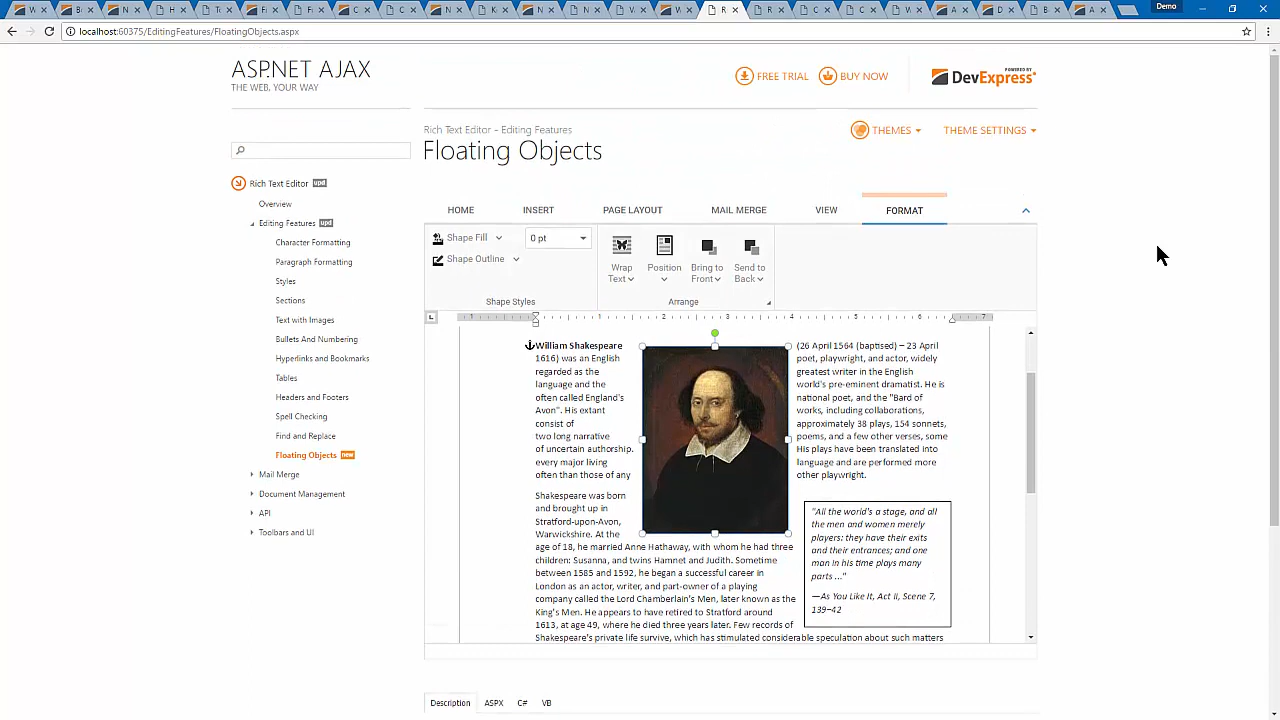 Demo
localhost:60375/EditingFeatures/FloatingObjects.aspx
ASP.NET AJAX
THE WEB, YOUR WAY
FREE TRIAL
BUY NOW
POWERED BY
DevExpress
Rich Text Editor - Editing Features
Floating Objects
THEMES
THEME SETTINGS
Rich Text Editor upd
Overview
Editing Features upd
Character Formatting
Paragraph Formatting
Styles
Sections
Text with Images
Bullets And Numbering
Hyperlinks and Bookmarks
Tables
Headers and Footers
Spell Checking
Find and Replace
Floating Objects new
Mail Merge
Document Management
API
Toolbars and UI
HOME INSERT PAGE LAYOUT MAIL MERGE VIEW FORMAT
Shape Fill
0 pt
Shape Outline
Shape Styles
Wrap Text
Position
Bring to Front
Send to Back
Arrange
1 1 2 3 4 5 6 7
William Shakespeare (26 April 1564 (baptised) – 23 April
1616) was an English poet, playwright, and actor, widely
regarded as the greatest writer in the English
language and the world's pre-eminent dramatist. He is
often called England's national poet, and the "Bard of
Avon". His extant works, including collaborations,
consist of approximately 38 plays, 154 sonnets,
two long narrative poems, and a few other verses, some
of uncertain authorship. His plays have been translated into
every major living language and are performed more
often than those of any other playwright.
Shakespeare was born
and brought up in
Stratford-upon-Avon,
Warwickshire. At the
age of 18, he married Anne Hathaway, with whom he had three
children: Susanna, and twins Hamnet and Judith. Sometime
between 1585 and 1592, he began a successful career in
London as an actor, writer, and part-owner of a playing
company called the Lord Chamberlain's Men, later known as the
King's Men. He appears to have retired to Stratford around
1613, at age 49, where he died three years later. Few records of
Shakespeare's private life survive, which has stimulated considerable speculation about such matters
"All the world's a stage, and all
the men and women merely
players: they have their exits
and their entrances; and one
man in his time plays many
parts ..."
—As You Like It, Act II, Scene 7,
139–42
Description ASPX C# VB